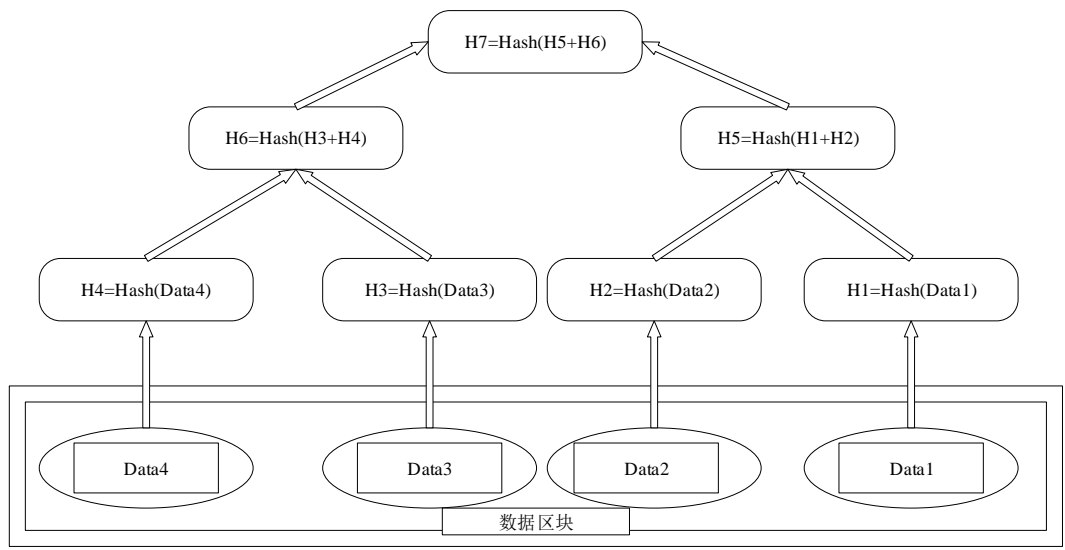 H7=Hash(H5+H6)
H6=Hash(H3+H4)
H5=Hash(H1+H2)
H4=Hash(Data4)
H3=Hash(Data3)
H2=Hash(Data2)
H1=Hash(Data1)
Data4
Data3
Data2
Data1
数据区块